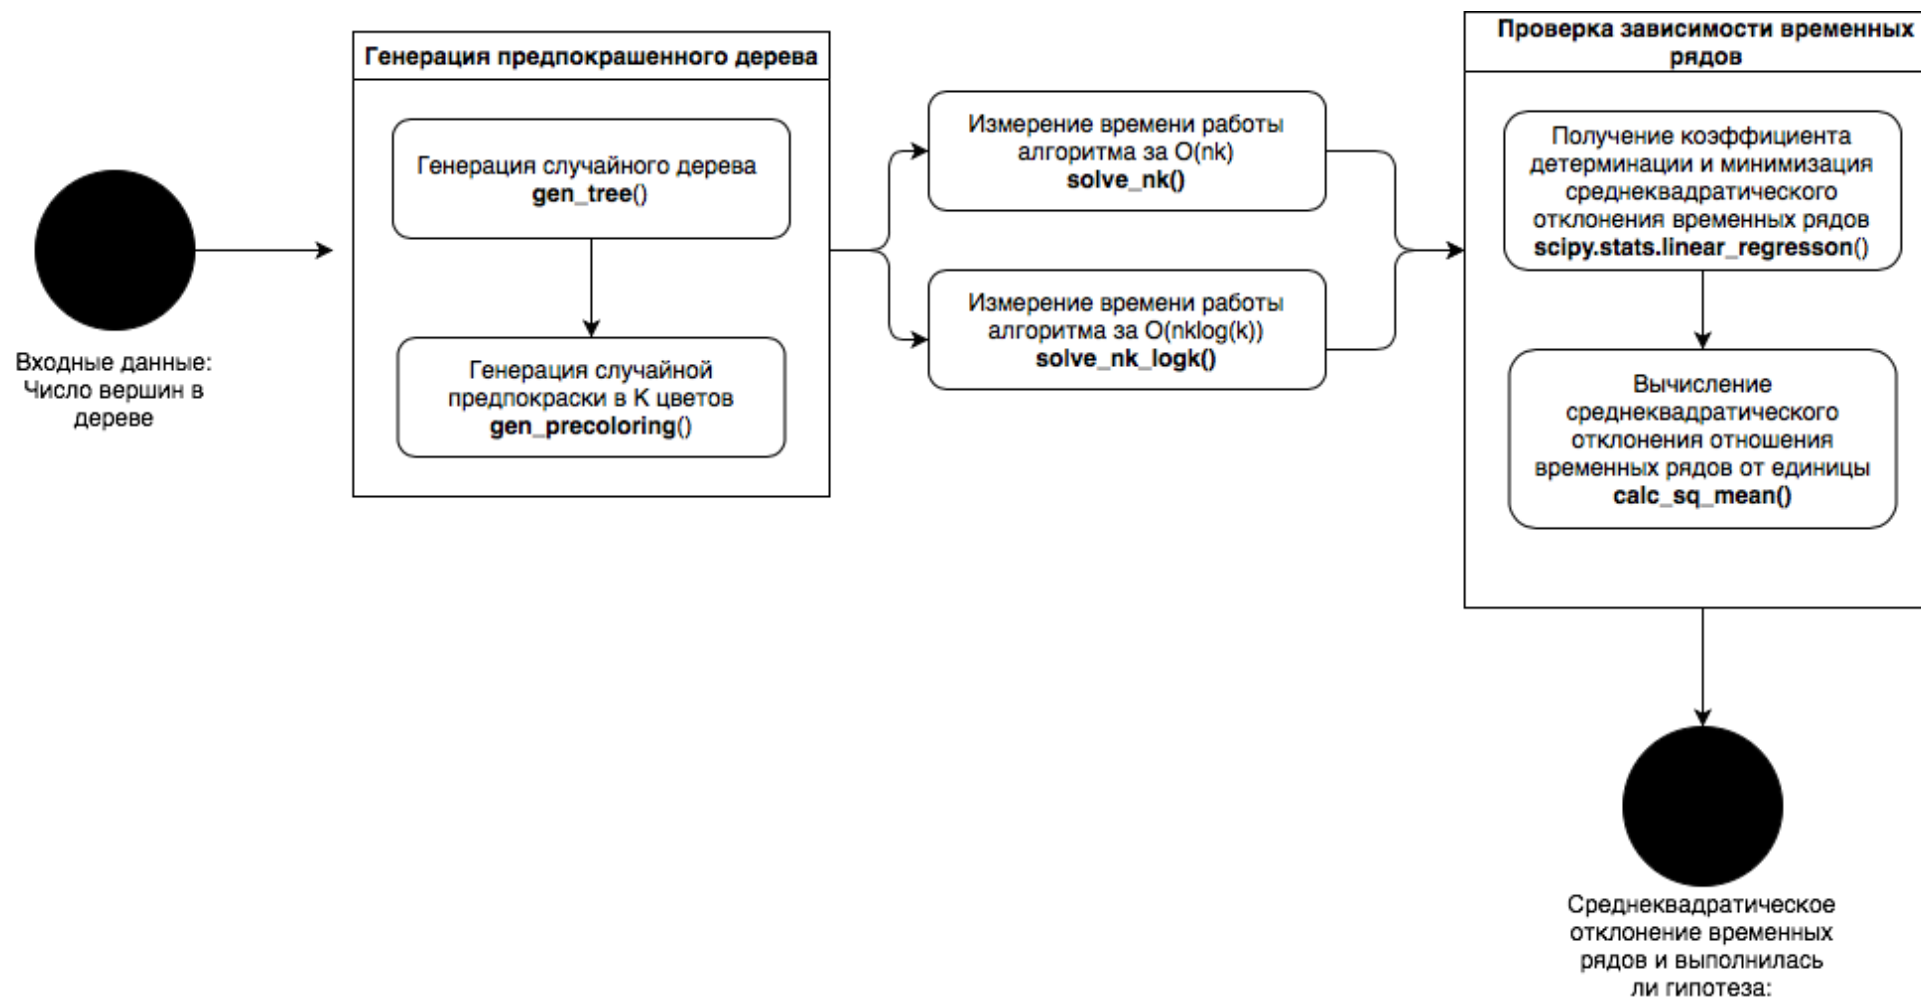 Входные данные:
Число вершин в
дереве
Генерация предпокрашенного дерева
Генерация случайного дерева
gen_tree()
Генерация случайной
предпокраски в K цветов
gen_precoloring()
Измерение времени работы
алгоритма за O(nk)
solve_nk()
Измерение времени работы
алгоритма за O(nklog(k))
solve_nk_logk()
Проверка зависимости временных
рядов
Получение коэффициента
детерминации и минимизация
среднеквадратического
отклонения временных рядов
scipy.stats.linear_regresson()
Вычисление
среднеквадратического
отклонения отношения
временных рядов от единицы
calc_sq_mean()
Среднеквадратическое
отклонение временных
рядов и выполнилась
ли гипотеза: